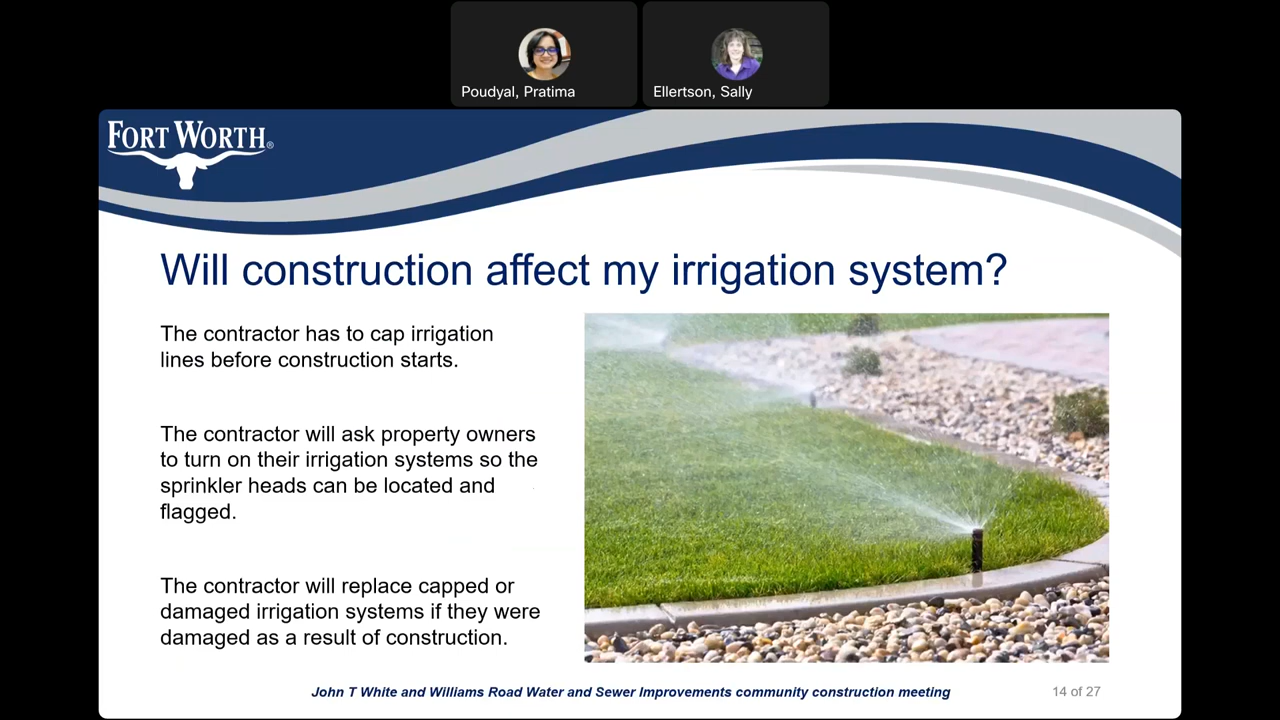 Poudyal, Pratima
Ellertson, Sally
FORT WORTH®
Will construction affect my irrigation system?
The contractor has to cap irrigation
lines before construction starts.
The contractor will ask property owners
to turn on their irrigation systems so the
sprinkler heads can be located and
flagged.
The contractor will replace capped or
damaged irrigation systems if they were
damaged as a result of construction.
John T White and Williams Road Water and Sewer Improvements community construction meeting
14 of 27